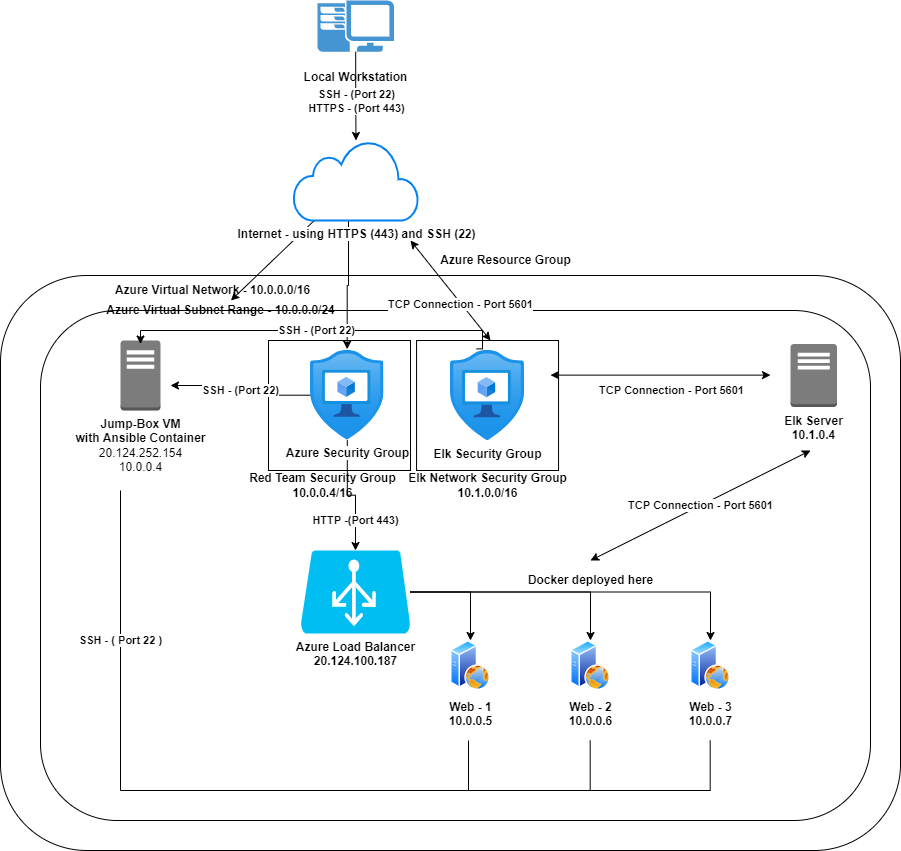 Local Workstation
SSH - (Port 22)
HTTPS - (Port 443)
Internet - using HTTPS (443) and SSH (22)
Azure Resource Group
Azure Virtual Network - 10.0.0.0/16
Azure Virtual Subnet Range - 10.0.0.0/24
TCP Connection - Port 5601
SSH - (Port 22)
SSH - (Port 22)
TCP Connection - Port 5601
Jump-Box VM
with Ansible Container
20.124.252.154
10.0.0.4
Azure Security Group
Elk Security Group
Elk Server
10.1.0.4
Red Team Security Group
10.0.0.4/16
Elk Network Security Group
10.1.0.0/16
TCP Connection - Port 5601
HTTP -(Port 443)
Docker deployed here
SSH - ( Port 22 )
Azure Load Balancer
20.124.100.187
Web - 1
10.0.0.5
Web - 2
10.0.0.6
Web - 3
10.0.0.7